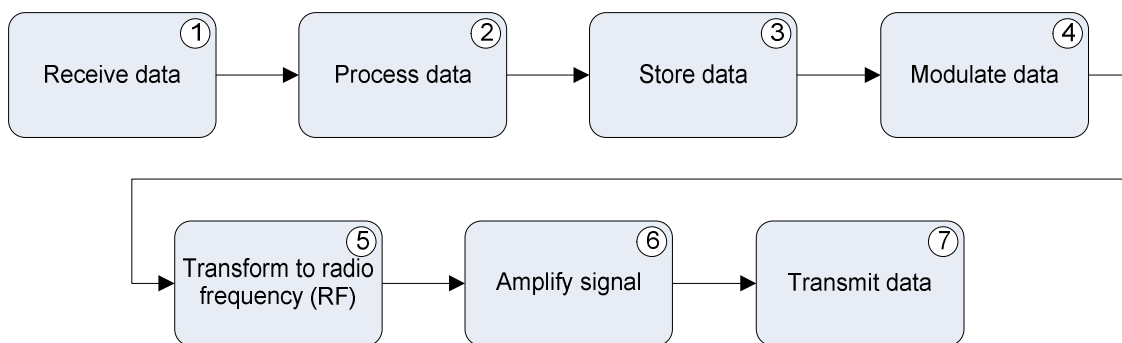 1
Receive data
2
Process data
3
Store data
4
Modulate data
5
Transform to radio
frequency (RF)
6
Amplify signal
7
Transmit data